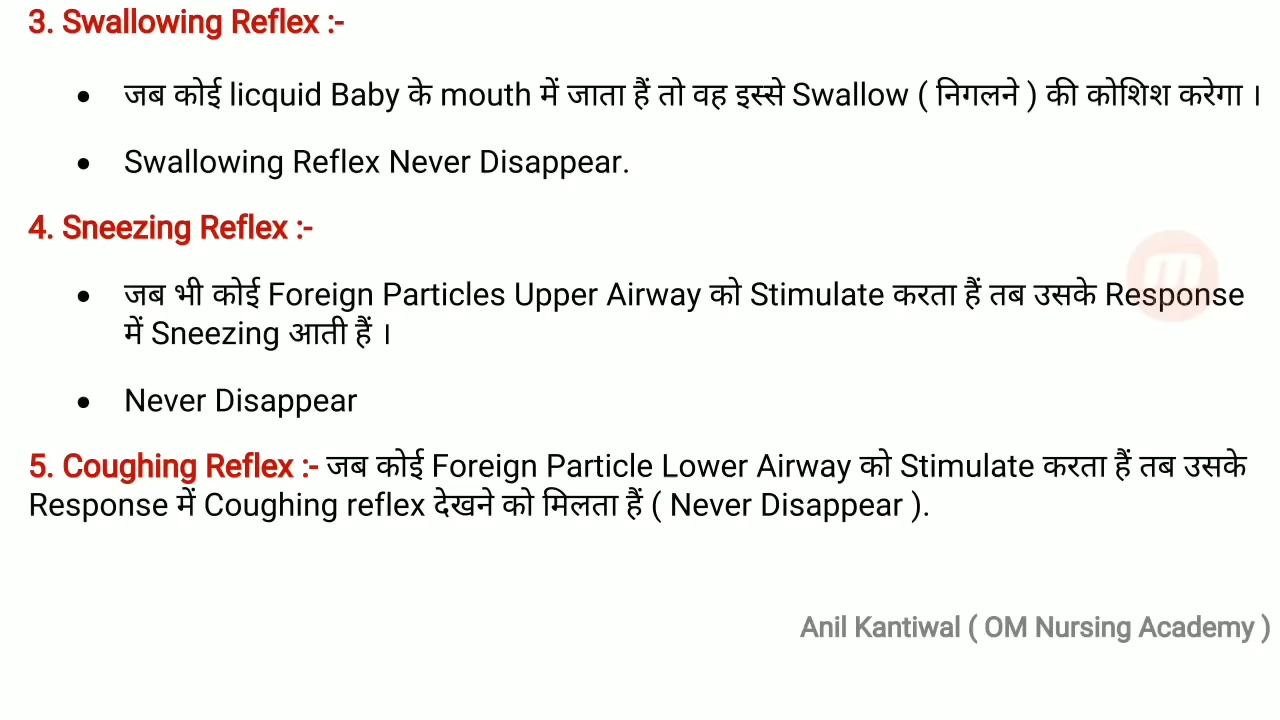 3. Swallowing Reflex :-
• जब कोई licquid Baby के mouth में जाता हैं तो वह इस्से Swallow ( निगलने ) की कोशिश करेगा ।
• Swallowing Reflex Never Disappear.
4. Sneezing Reflex :-
• जब भी कोई Foreign Particles Upper Airway को Stimulate करता हैं तब उसके Response
में Sneezing आती हैं ।
• Never Disappear
5. Coughing Reflex :- जब कोई Foreign Particle Lower Airway को Stimulate करता हैं तब उसके
Response में Coughing reflex देखने को मिलता हैं ( Never Disappear ).
Anil Kantiwal ( OM Nursing Academy )